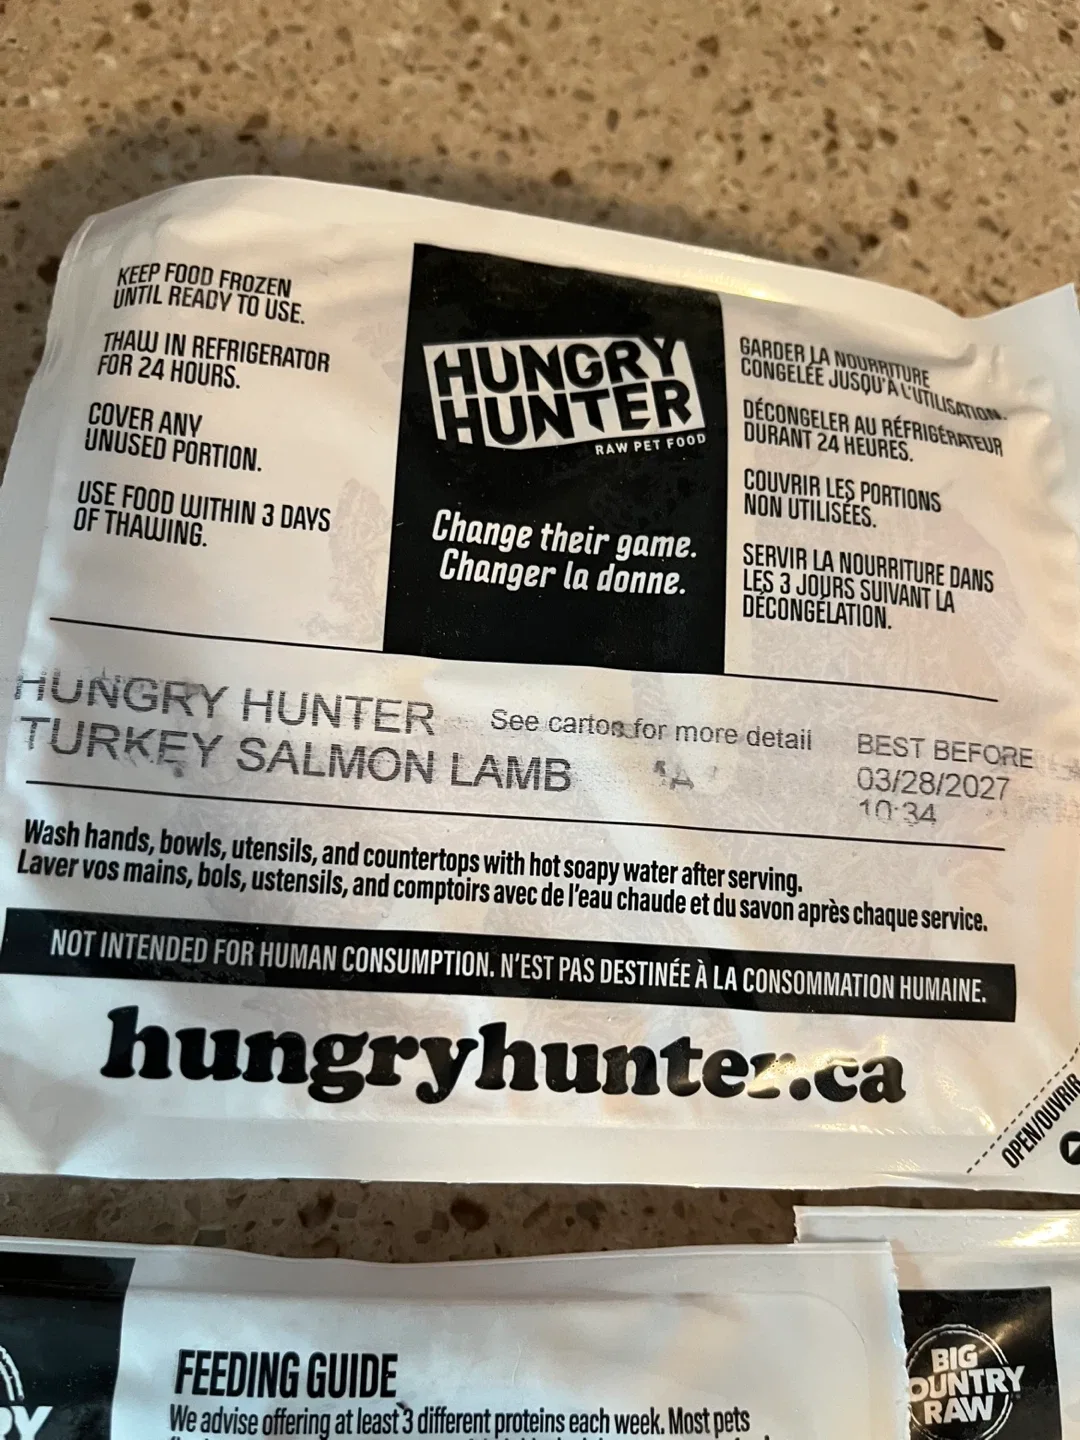 KEEP FOOD FROZEN
UNTIL READY TO USE.
THAW IN REFRIGERATOR
FOR 24 HOURS.
COVER ANY
UNUSED PORTION.
USE FOOD WITHIN 3 DAYS
OF THAWING.
HUNGRY
HUNTER
RAW PET FOOD
Change their game.
Changer la donne.
GARDER LA NOURRITURE
CONGELÉE JUSQU'À L'UTILISATION.
DÉCONGELER AU RÉFRIGÉRATEUR
DURANT 24 HEURES.
COUVRIR LES PORTIONS
NON UTILISÉES.
SERVIR LA NOURRITURE DANS
LES 3 JOURS SUIVANT LA
DÉCONGÉLATION.
HUNGRY HUNTER
TURKEY SALMON LAMB
See carton for more detail
BEST BEFORE
03/28/2027
10:34
Wash hands, bowls, utensils, and countertops with hot soapy water after serving.
Laver vos mains, bols, ustensils, and comptoirs avec de l'eau chaude et du savon après chaque service.
NOT INTENDED FOR HUMAN CONSUMPTION. N'EST PAS DESTINÉE À LA CONSOMMATION HUMAINE.
hungryhunter.ca
OPEN/OUVRIR
FEEDING GUIDE
We advise offering at least 3 different proteins each week. Most pets
BIG
COUNTRY
RAW